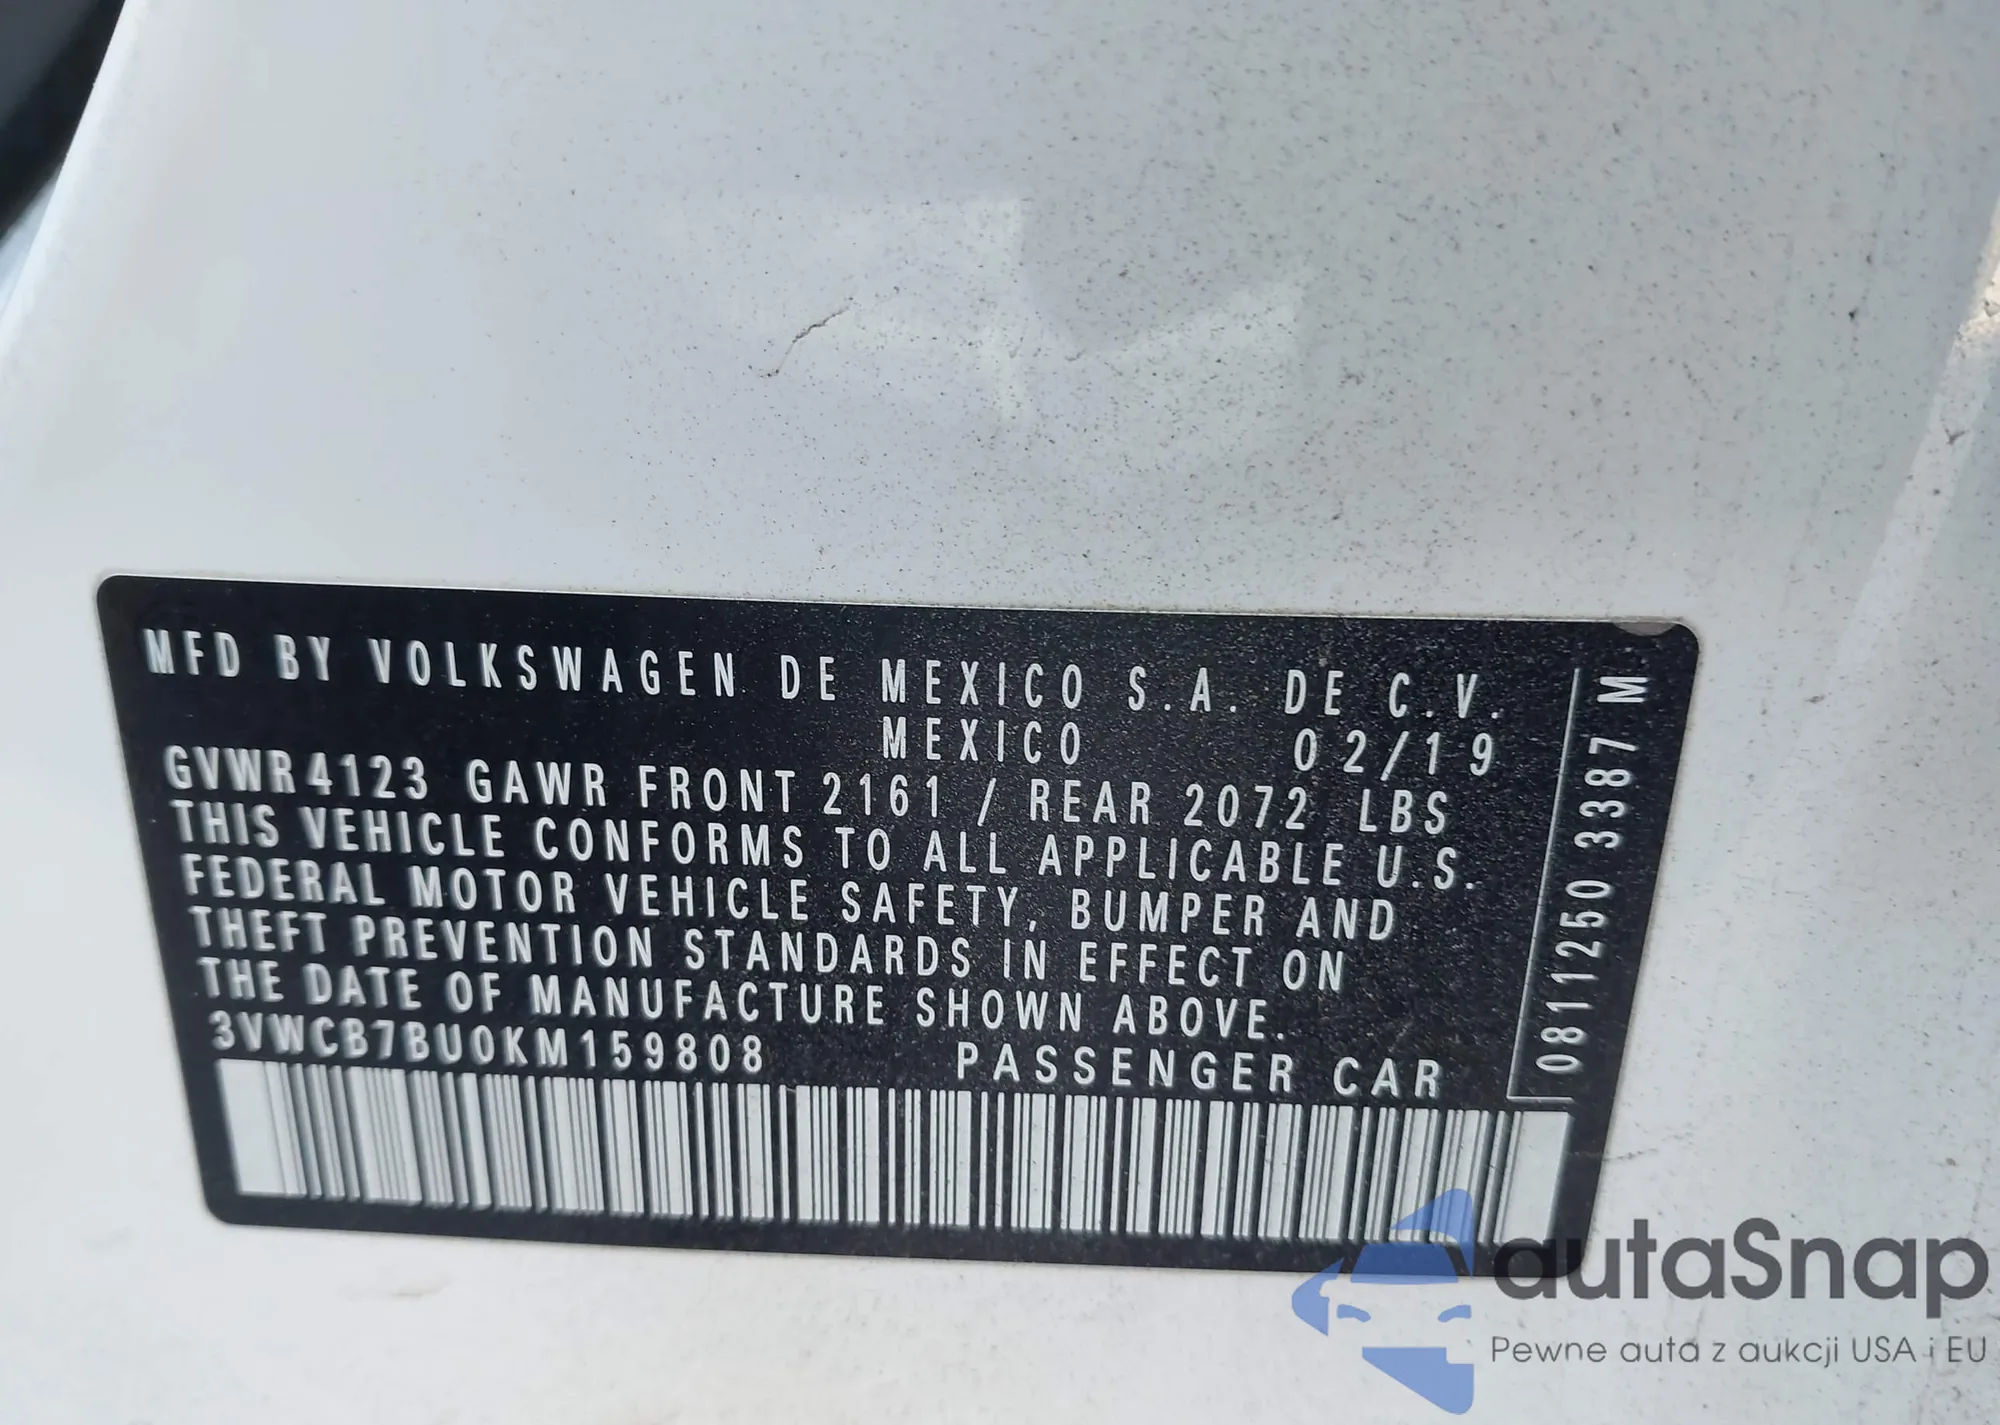 MFD BY VOLKSWAGEN DE MEXICO S.A. DE C.V.
MEXICO 02/19
GVWR 4123 GAWR FRONT 2161 / REAR 2072 LBS
THIS VEHICLE CONFORMS TO ALL APPLICABLE U.S.
FEDERAL MOTOR VEHICLE SAFETY, BUMPER AND
THEFT PREVENTION STANDARDS IN EFFECT ON
THE DATE OF MANUFACTURE SHOWN ABOVE.
3VWCB7BU0KM159808 PASSENGER CAR
0811250 3387 M
autaSnap
Pewne auta z aukcji USA i EU